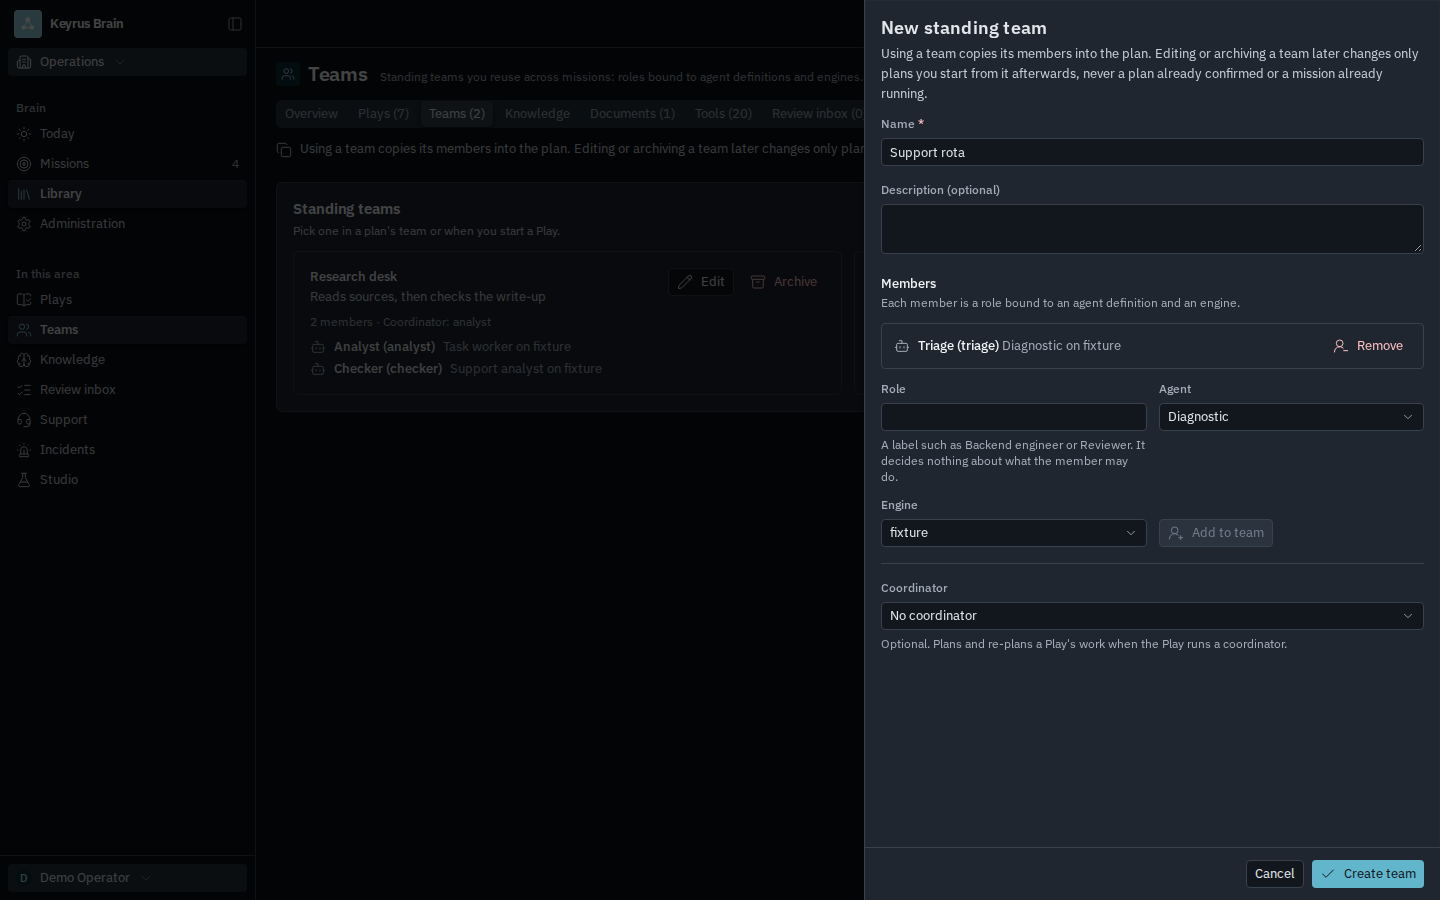 Keyrus Brain
Operations
Brain
Today
Missions 4
Library
Administration
In this area
Plays
Teams
Knowledge
Review inbox
Support
Incidents
Studio
D Demo Operator
Teams Standing teams you reuse across missions: roles bound to agent definitions and engines.
Overview Plays (7) Teams (2) Knowledge Documents (1) Tools (20) Review inbox (0
Using a team copies its members into the plan. Editing or archiving a team later changes only plan
Standing teams
Pick one in a plan's team or when you start a Play.
Research desk Edit Archive
Reads sources, then checks the write-up
2 members · Coordinator: analyst
Analyst (analyst) Task worker on fixture
Checker (checker) Support analyst on fixture
New standing team
Using a team copies its members into the plan. Editing or archiving a team later changes only
plans you start from it afterwards, never a plan already confirmed or a mission already
running.
Name *
Support rota
Description (optional)
Members
Each member is a role bound to an agent definition and an engine.
Triage (triage) Diagnostic on fixture Remove
Role Agent
Diagnostic
A label such as Backend engineer or Reviewer. It
decides nothing about what the member may
do.
Engine
fixture Add to team
Coordinator
No coordinator
Optional. Plans and re-plans a Play's work when the Play runs a coordinator.
Cancel Create team